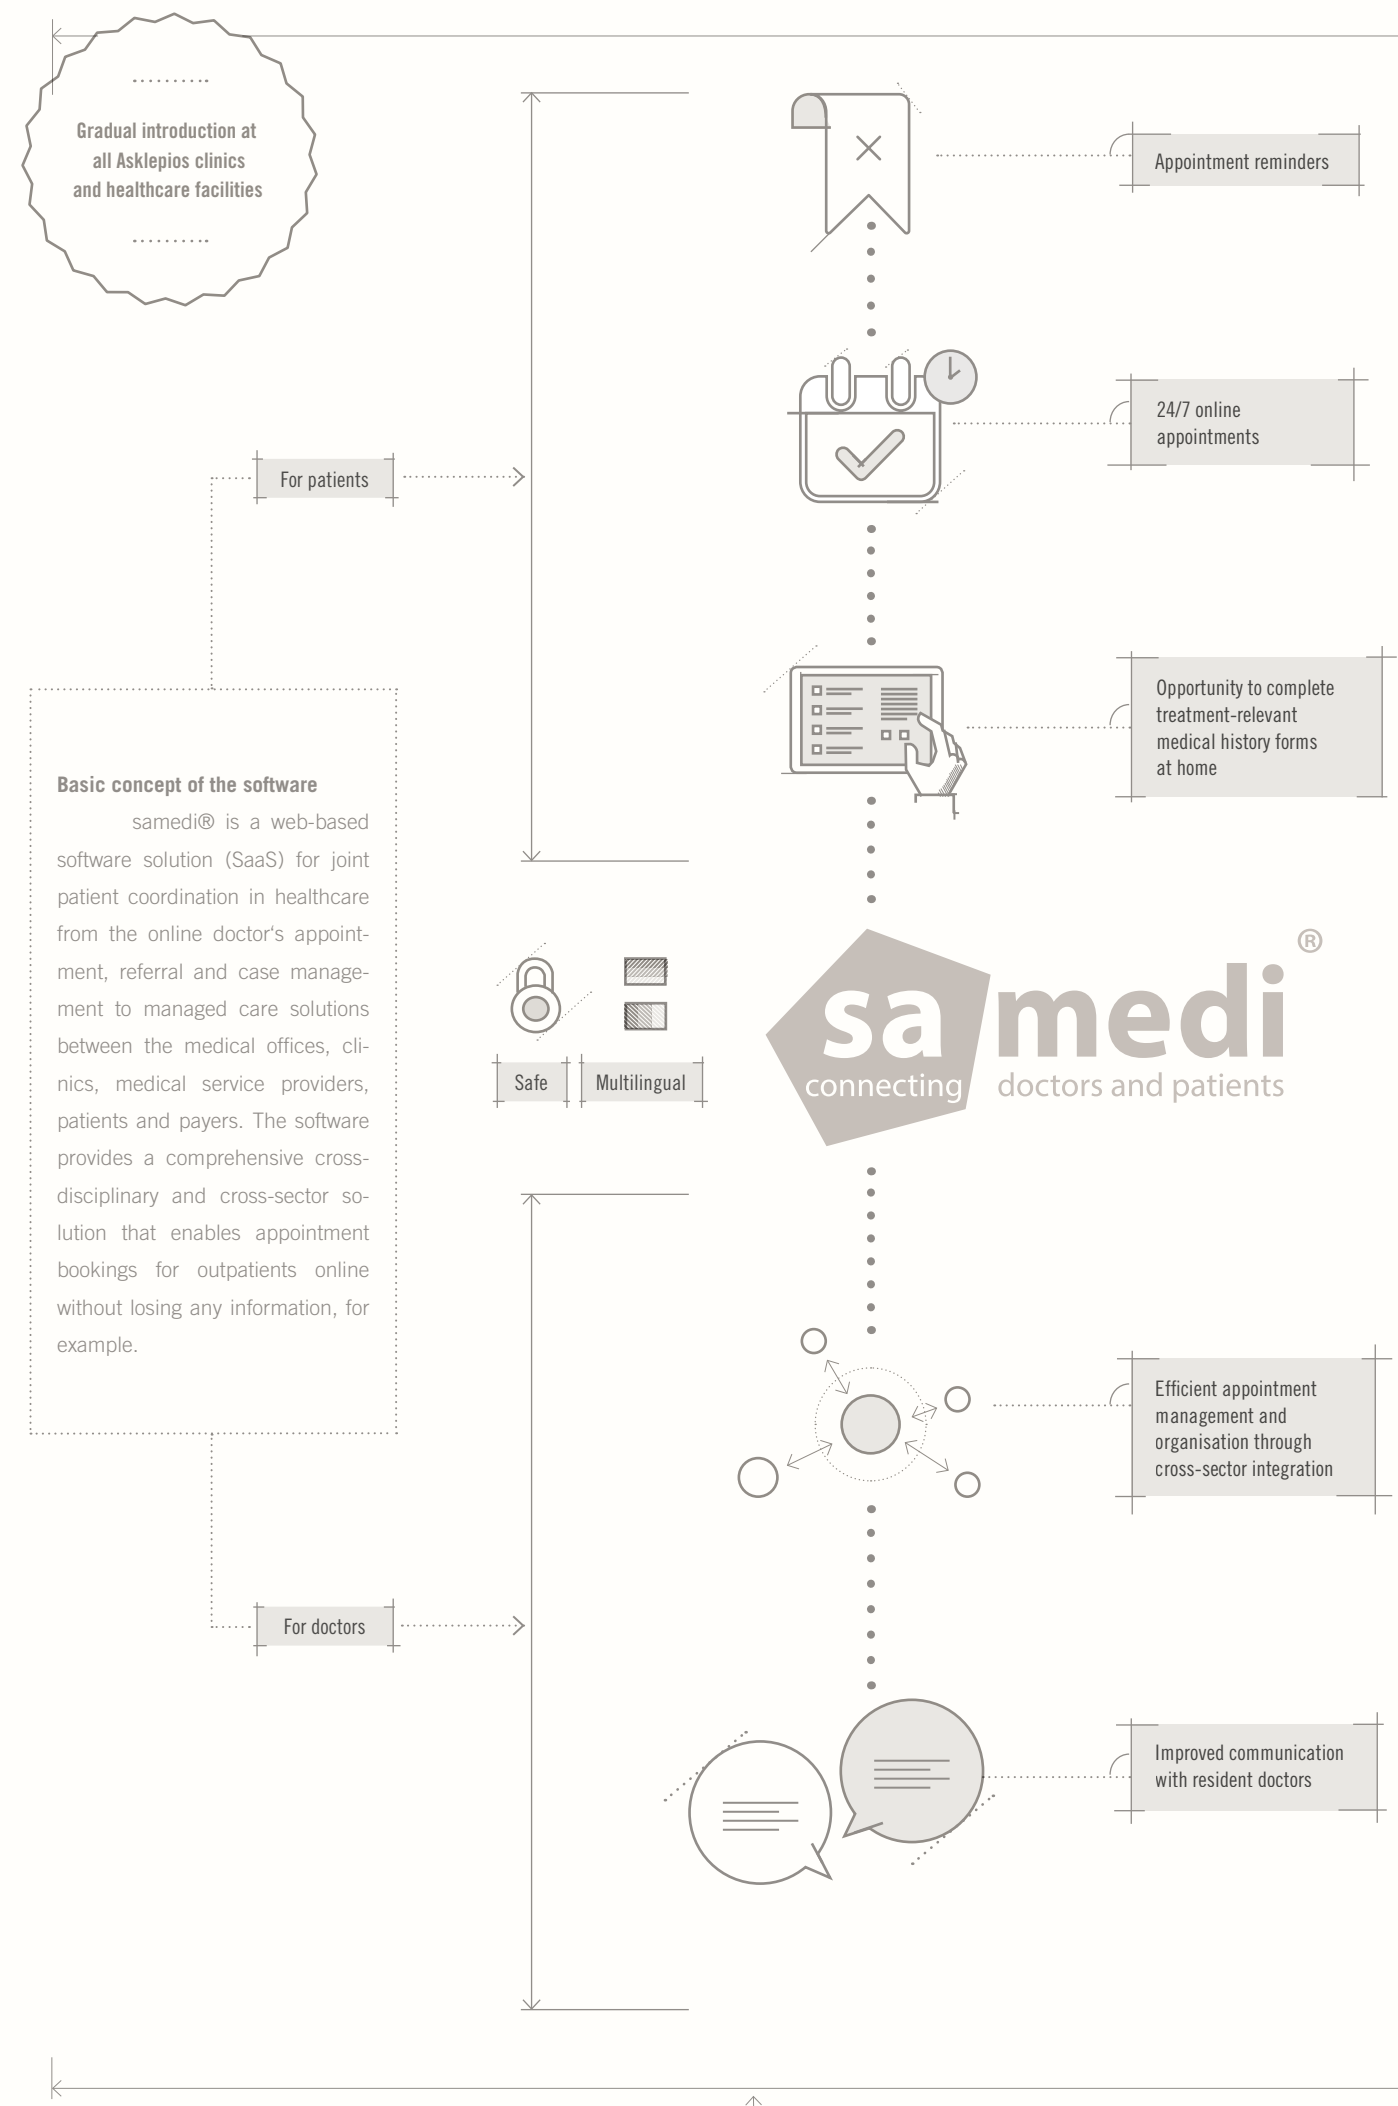 Gradual introduction at
all Asklepios clinics
and healthcare facilities
Appointment reminders
24/7 online
appointments
For patients
Opportunity to complete
treatment-relevant
medical history forms
at home
Basic concept of the software
samedi® is a web-based
software solution (SaaS) for joint
patient coordination in healthcare
from the online doctor‘s appoint-
ment, referral and case manage-
ment to managed care solutions
between the medical offices, cli-
nics, medical service providers,
patients and payers. The software
provides a comprehensive cross-
disciplinary and cross-sector so-
lution that enables appointment
bookings for outpatients online
without losing any information, for
example.
Safe
Multilingual
samedi®
connecting doctors and patients
Efficient appointment
management and
organisation through
cross-sector integration
For doctors
Improved communication
with resident doctors